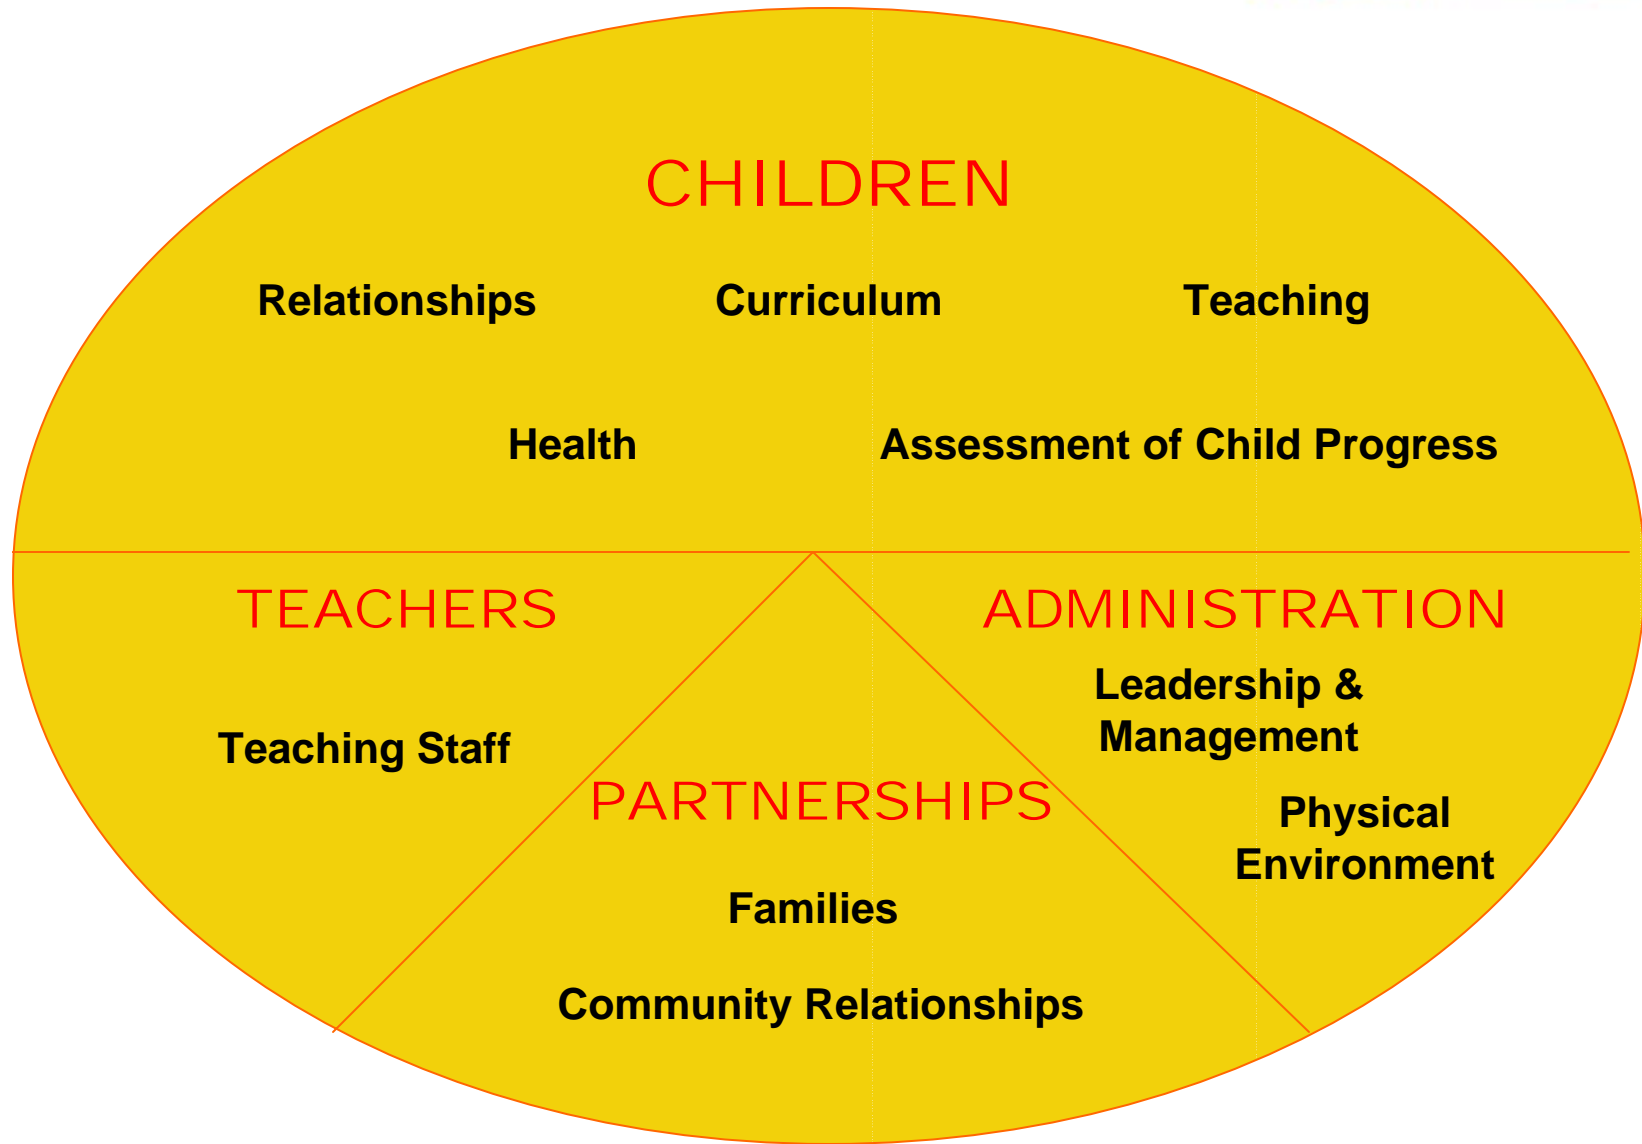 CHILDREN
Relationships Curriculum Teaching
Health Assessment of Child Progress
TEACHERS
Teaching Staff
PARTNERSHIPS
Families
Community Relationships
ADMINISTRATION
Leadership &
Management
Physical
Environment